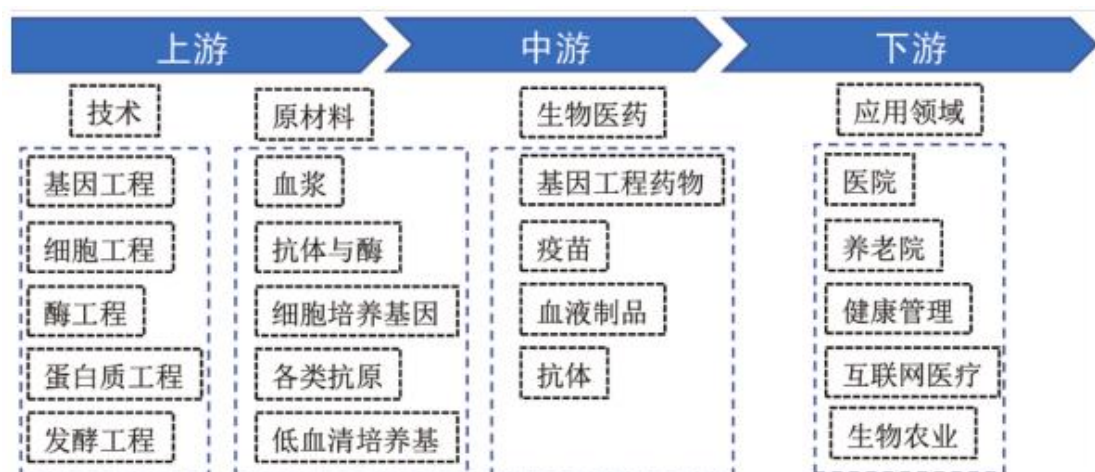 上游 中游 下游
技术 原材料 生物医药 应用领域
基因工程 血浆 基因工程药物 医院
细胞工程 抗体与酶 疫苗 养老院
酶工程 细胞培养基因 血液制品 健康管理
蛋白质工程 各类抗原 抗体 互联网医疗
发酵工程 低血清培养基 生物农业